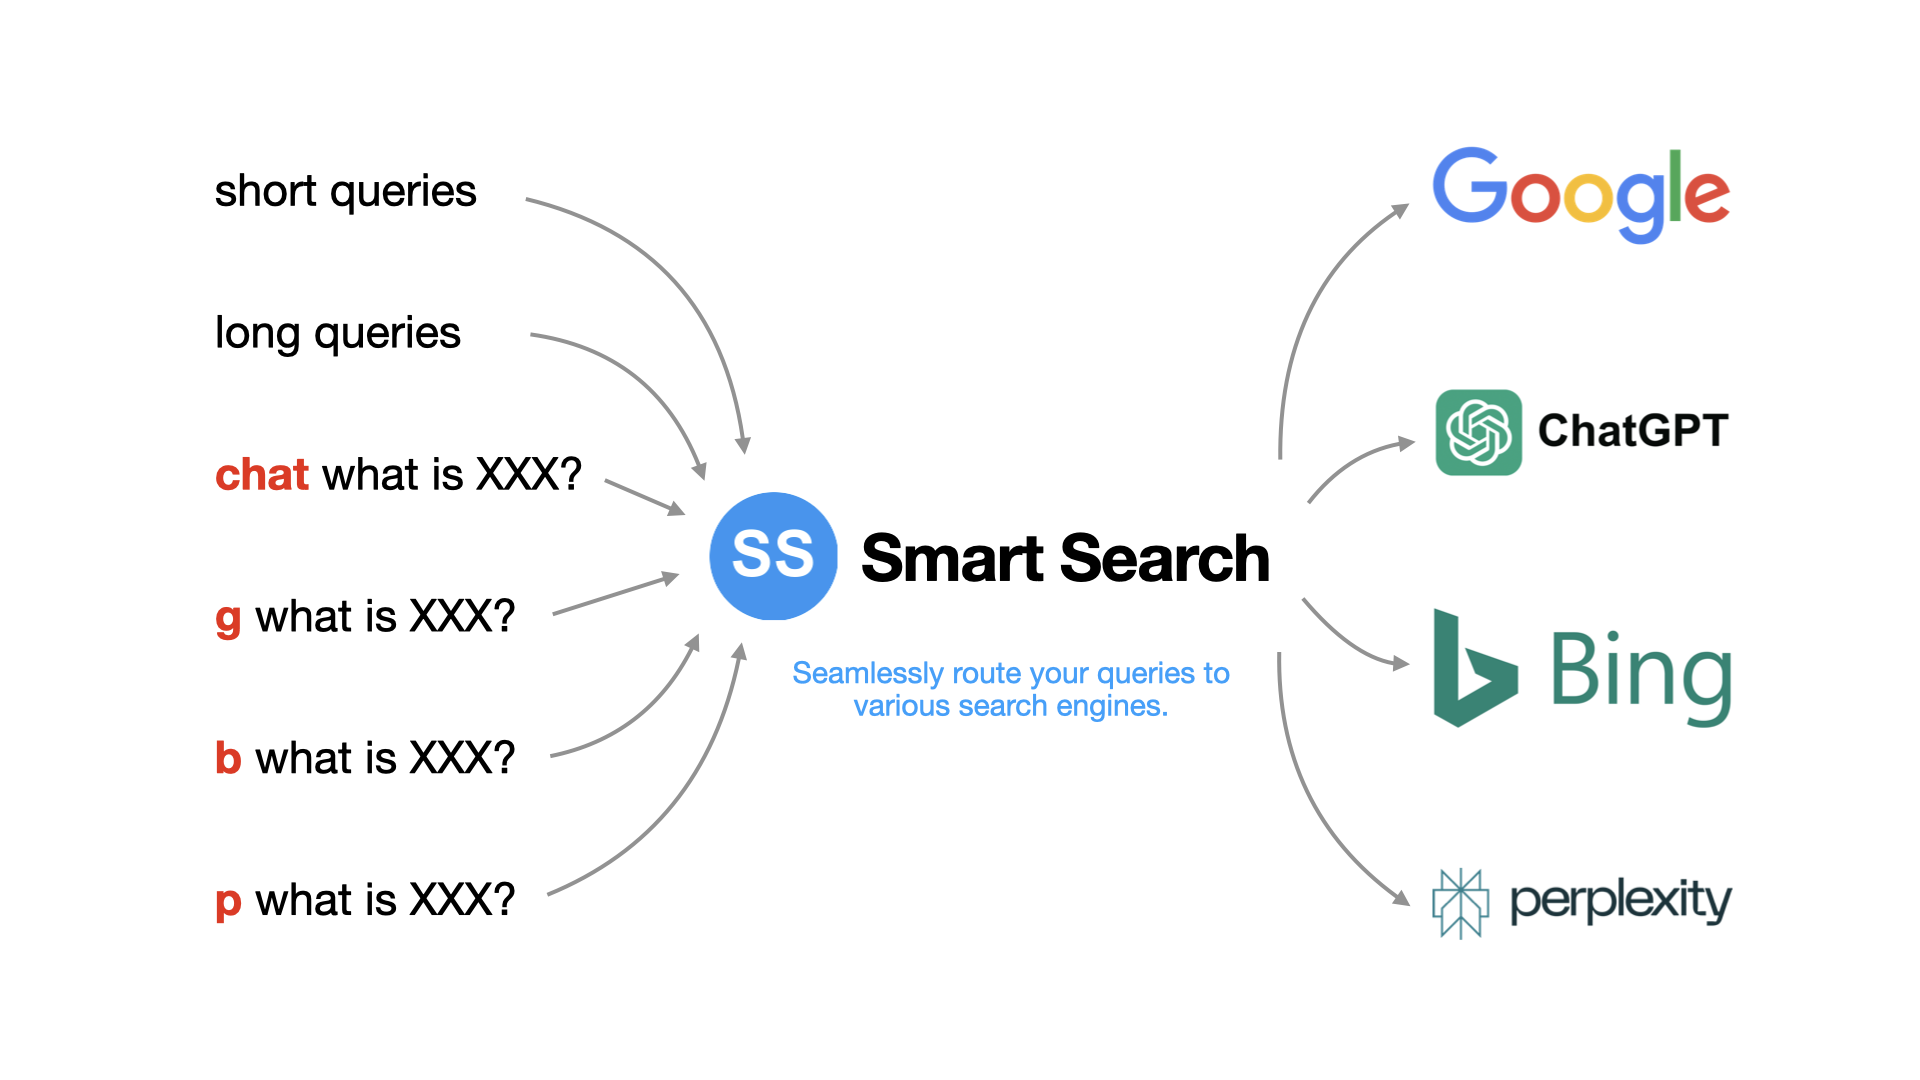 short queries
long queries
chat what is XXX?
g what is XXX?
b what is XXX?
p what is XXX?
SS Smart Search
Seamlessly route your queries to
various search engines.
Google
ChatGPT
Bing
perplexity